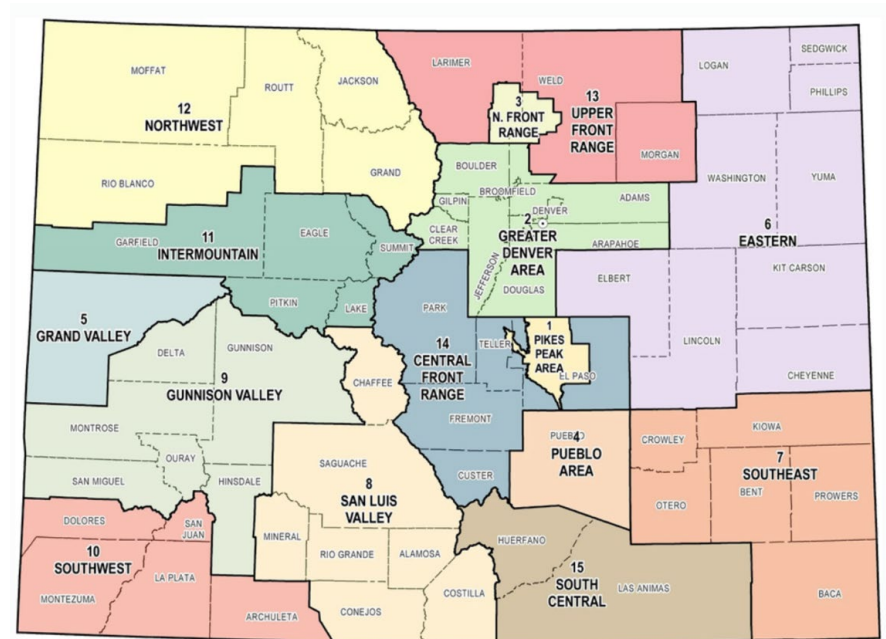 MOFFAT
ROUTT
JACKSON
12
NORTHWEST
RIO BLANCO
GRAND
LARIMER
WELD
3
N. FRONT
RANGE
13
UPPER
FRONT
RANGE
MORGAN
LOGAN
SEDGWICK
PHILLIPS
WASHINGTON
YUMA
6
EASTERN
KIT CARSON
ELBERT
LINCOLN
CHEYENNE
BOULDER
BROOMFIELD
GILPIN
ADAMS
DENVER
CLEAR
CREEK
2
GREATER
DENVER
AREA
ARAPAHOE
JEFFERSON
DOUGLAS
GARFIELD
11
INTERMOUNTAIN
EAGLE
SUMMIT
PITKIN
LAKE
5
GRAND VALLEY
DELTA
GUNNISON
9
GUNNISON VALLEY
MONTROSE
OURAY
SAN MIGUEL
HINSDALE
CHAFFEE
PARK
TELLER
14
CENTRAL
FRONT
RANGE
FREMONT
CUSTER
1
PIKES
PEAK
AREA
EL PASO
PUEBLO
4
PUEBLO
AREA
CROWLEY
KIOWA
7
SOUTHEAST
OTERO
BENT
PROWERS
BACA
SAGUACHE
8
SAN LUIS
VALLEY
MINERAL
RIO GRANDE
ALAMOSA
CONEJOS
COSTILLA
HUERFANO
15
SOUTH
CENTRAL
LAS ANIMAS
DOLORES
SAN
JUAN
10
SOUTHWEST
MONTEZUMA
LA PLATA
ARCHULETA